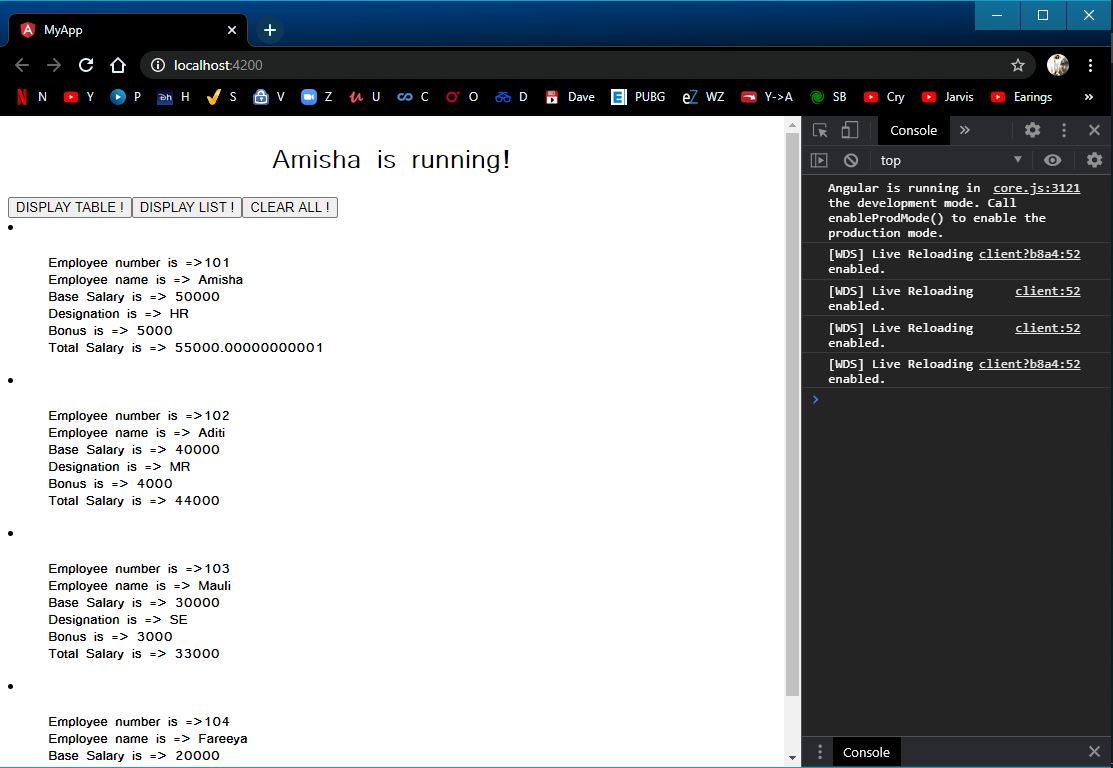 MyApp
localhost:4200
N Y P əh H S V Z U C O D Dave PUBG eZ WZ Y->A SB Cry Jarvis Earings »
Amisha is running!
DISPLAY TABLE ! DISPLAY LIST ! CLEAR ALL !
Employee number is =>101
Employee name is => Amisha
Base Salary is => 50000
Designation is => HR
Bonus is => 5000
Total Salary is => 55000.00000000001
Employee number is =>102
Employee name is => Aditi
Base Salary is => 40000
Designation is => MR
Bonus is => 4000
Total Salary is => 44000
Employee number is =>103
Employee name is => Mauli
Base Salary is => 30000
Designation is => SE
Bonus is => 3000
Total Salary is => 33000
Employee number is =>104
Employee name is => Fareeya
Base Salary is => 20000
Console »
top
Angular is running in core.js:3121
the development mode. Call
enableProdMode() to enable the
production mode.
[WDS] Live Reloading client?b8a4:52
enabled.
[WDS] Live Reloading client:52
enabled.
[WDS] Live Reloading client:52
enabled.
[WDS] Live Reloading client?b8a4:52
enabled.
Console